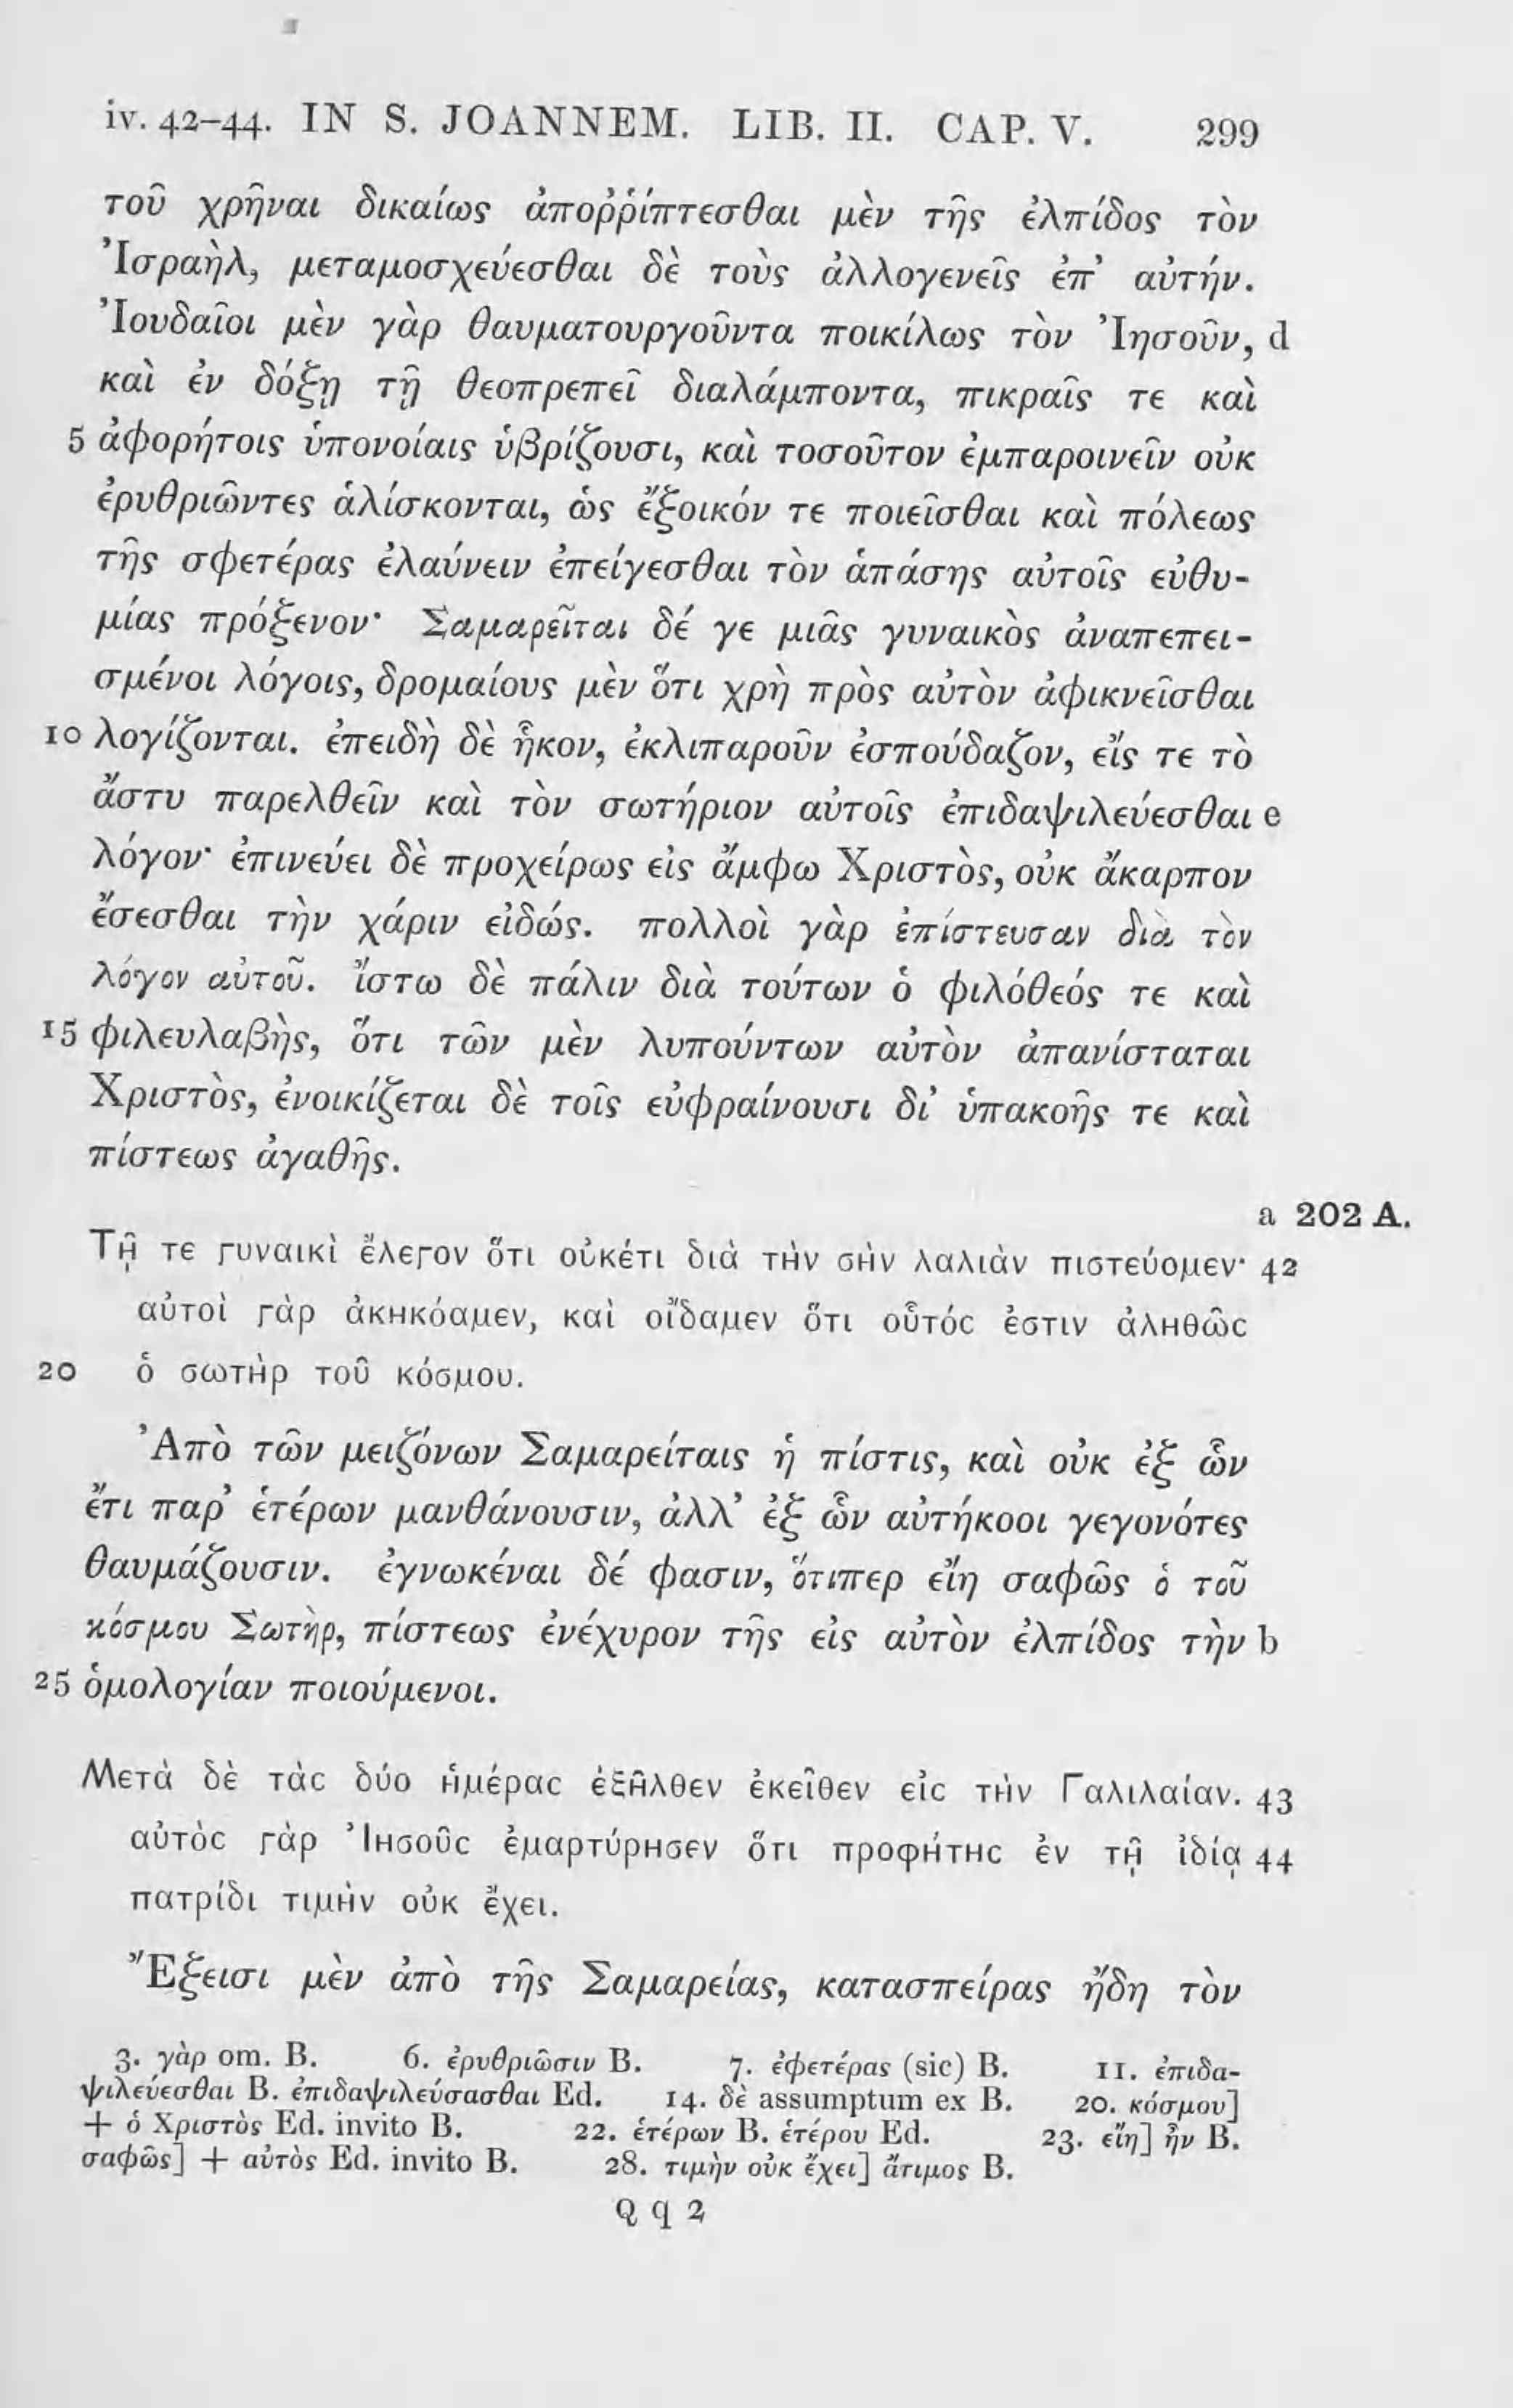 iv. 42–44. IN S. JOANNEM. LIB. II. CAP. V. 299
τοῦ χρῆναι δικαίως ἀποῤῥίπτεσθαι μὲν τῆς ἐλπίδος τὸν
Ἰσραὴλ, μεταμοσχεύεσθαι δὲ τοὺς ἀλλογενεῖς ἐπ’ αὐτήν.
Ἰουδαῖοι μὲν γὰρ θαυματουργοῦντα ποικίλως τὸν Ἰησοῦν, d
καὶ ἐν δόξῃ τῇ θεοπρεπεῖ διαλάμποντα, πικραῖς τε καὶ
5 ἀφορήτοις ὑπονοίαις ὑβρίζουσι, καὶ τοσοῦτον ἐμπαροινεῖν οὐκ
ἐρυθριῶντες ἁλίσκονται, ὡς ἔξοικόν τε ποιεῖσθαι καὶ πόλεως
τῆς σφετέρας ἐλαύνειν ἐπείγεσθαι τὸν ἁπάσης αὐτοῖς εὐθυ-
μίας πρόξενον· Σαμαρεῖται δέ γε μιᾶς γυναικὸς ἀναπεπει-
σμένοι λόγοις, δρομαίους μὲν ὅτι χρὴ πρὸς αὐτὸν ἀφικνεῖσθαι
10 λογίζονται. ἐπειδὴ δὲ ἧκον, ἐκλιπαροῦν ἐσπούδαζον, εἴς τε τὸ
ἄστυ παρελθεῖν καὶ τὸν σωτήριον αὐτοῖς ἐπιδαψιλεύεσθαι e
λόγον· ἐπινεύει δὲ προχείρως εἰς ἄμφω Χριστὸς, οὐκ ἄκαρπον
ἔσεσθαι τὴν χάριν εἰδώς. πολλοὶ γὰρ ἐπίστευσαν διὰ τὸν
λόγον αὐτοῦ. ἴστω δὲ πάλιν διὰ τούτων ὁ φιλόθεός τε καὶ
15 φιλευλαβὴς, ὅτι τῶν μὲν λυπούντων αὐτὸν ἀπανίσταται
Χριστὸς, ἐνοικίζεται δὲ τοῖς εὐφραίνουσι δι’ ὑπακοῆς τε καὶ
πίστεως ἀγαθῆς.
a 202 A.
Τῇ τε γυναικὶ ἔλεγον ὅτι οὐκέτι διὰ τὴν σὴν λαλιὰν πιστεύομεν· 42
αὐτοὶ γὰρ ἀκηκόαμεν, καὶ οἴδαμεν ὅτι οὗτός ἐστιν ἀληθῶς
20 ὁ σωτὴρ τοῦ κόσμου.
Ἀπὸ τῶν μειζόνων Σαμαρείταις ἡ πίστις, καὶ οὐκ ἐξ ὧν
ἔτι παρ’ ἑτέρων μανθάνουσιν, ἀλλ’ ἐξ ὧν αὐτήκοοι γεγονότες
θαυμάζουσιν. ἐγνωκέναι δέ φασιν, ὅτιπερ εἴη σαφῶς ὁ τοῦ
κόσμου Σωτὴρ, πίστεως ἐνέχυρον τῆς εἰς αὐτὸν ἐλπίδος τὴν b
25 ὁμολογίαν ποιούμενοι.
Μετὰ δὲ τὰς δύο ἡμέρας ἐξῆλθεν ἐκεῖθεν εἰς τὴν Γαλιλαίαν. 43
αὐτὸς γὰρ Ἰησοῦς ἐμαρτύρησεν ὅτι προφήτης ἐν τῇ ἰδίᾳ 44
πατρίδι τιμὴν οὐκ ἔχει.
Ἔξεισι μὲν ἀπὸ τῆς Σαμαρείας, κατασπείρας ἤδη τὸν
3. γὰρ om. B. 6. ἐρυθριῶσιν B. 7. ἐφετέρας (sic) B. 11. ἐπιδα-
ψιλεύεσθαι B. ἐπιδαψιλεύσασθαι Ed. 14. δὲ assumptum ex B. 20. κόσμου]
+ ὁ Χριστὸς Ed. invito B. 22. ἑτέρων B. ἑτέρου Ed. 23. εἴη] ἦν B.
σαφῶς] + αὐτὸς Ed. invito B. 28. τιμὴν οὐκ ἔχει] ἄτιμος B.
Q q 2